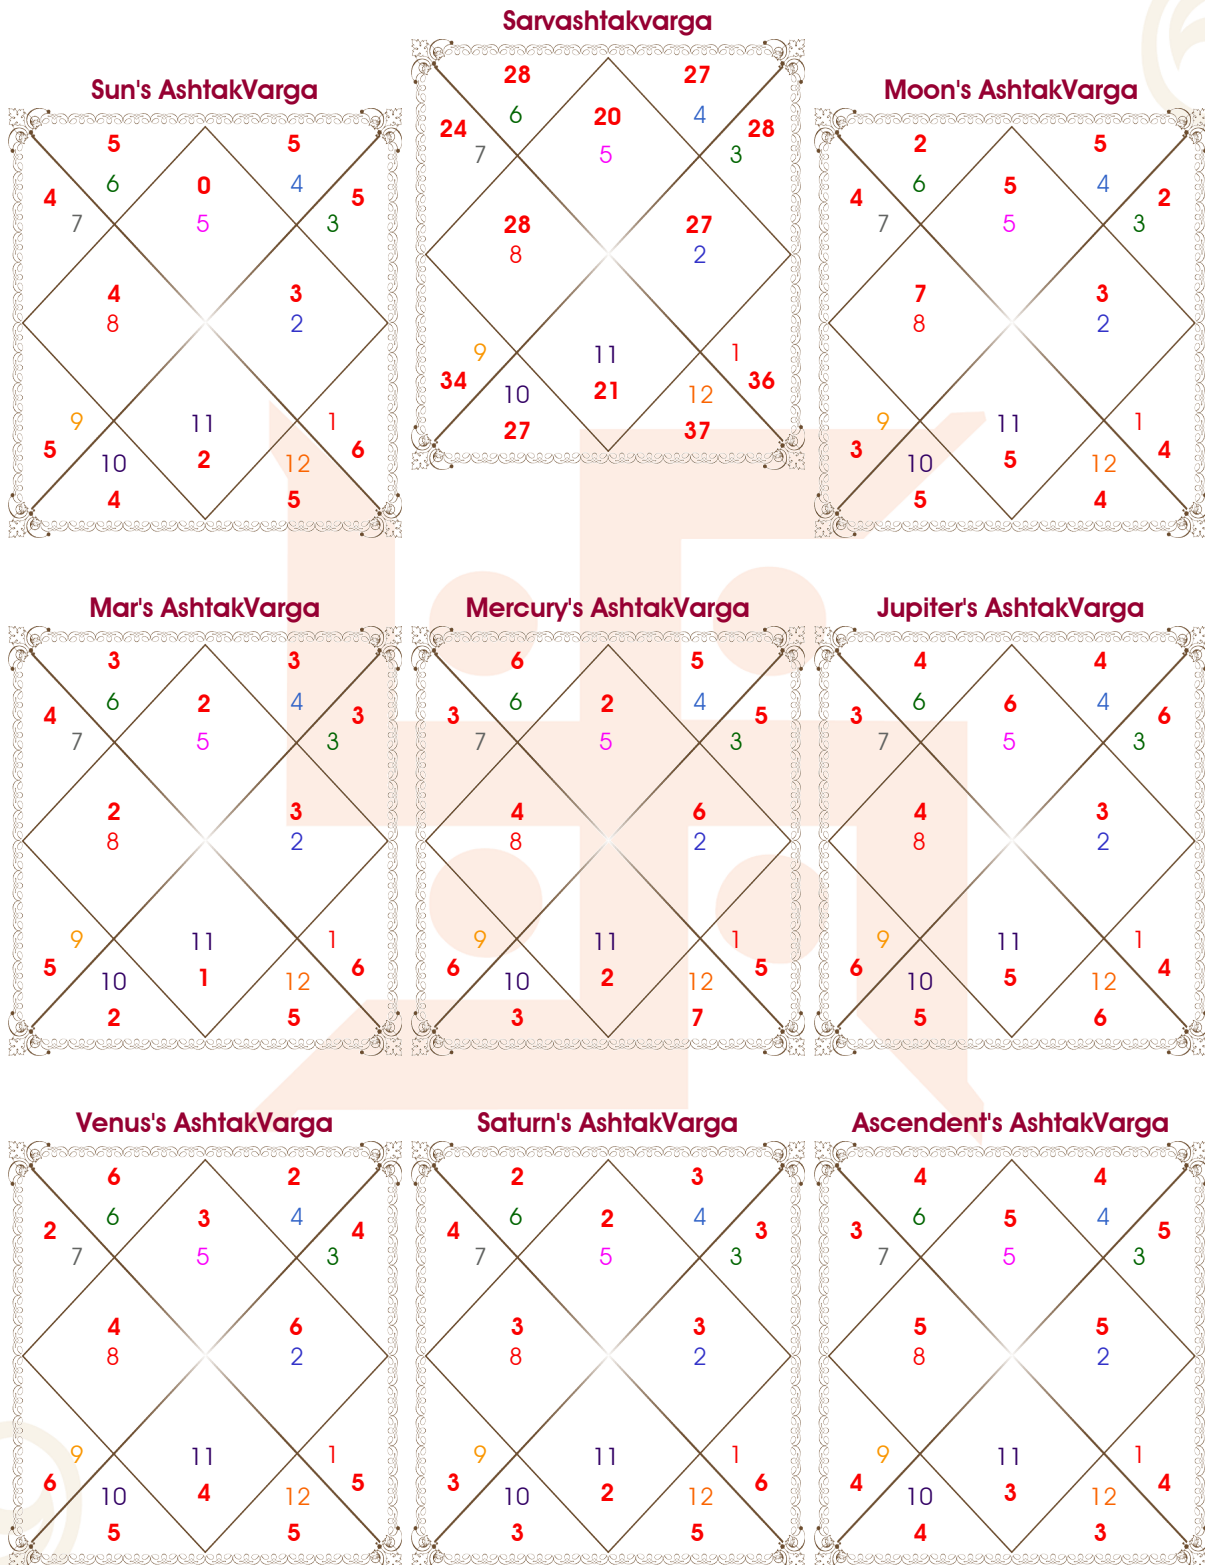 Sarvashtakvarga
28 27
6 20 4
24 28
7 5 3
28 27
8 2
9 11 1
34 21 36
10 12
27 37
Sun's AshtakVarga
5 5
6 0 4
4 5
7 5 3
4 3
8 2
9 11 1
5 2 6
10 12
4 5
Moon's AshtakVarga
2 5
6 5 4
4 2
7 5 3
7 3
8 2
9 11 1
3 5 4
10 12
5 4
Mar's AshtakVarga
3 3
6 2 4
4 3
7 5 3
2 3
8 2
9 11 1
5 1 6
10 12
2 5
Mercury's AshtakVarga
6 5
6 2 4
3 5
7 5 3
4 6
8 2
9 11 1
6 2 5
10 12
3 7
Jupiter's AshtakVarga
4 4
6 6 4
3 6
7 5 3
4 3
8 2
9 11 1
6 5 4
10 12
5 6
Venus's AshtakVarga
6 2
6 3 4
2 4
7 5 3
4 6
8 2
9 11 1
6 4 5
10 12
5 5
Saturn's AshtakVarga
2 3
6 2 4
4 3
7 5 3
3 3
8 2
9 11 1
3 2 6
10 12
3 5
Ascendent's AshtakVarga
4 4
6 5 4
3 5
7 5 3
5 5
8 2
9 11 1
4 3 4
10 12
4 3